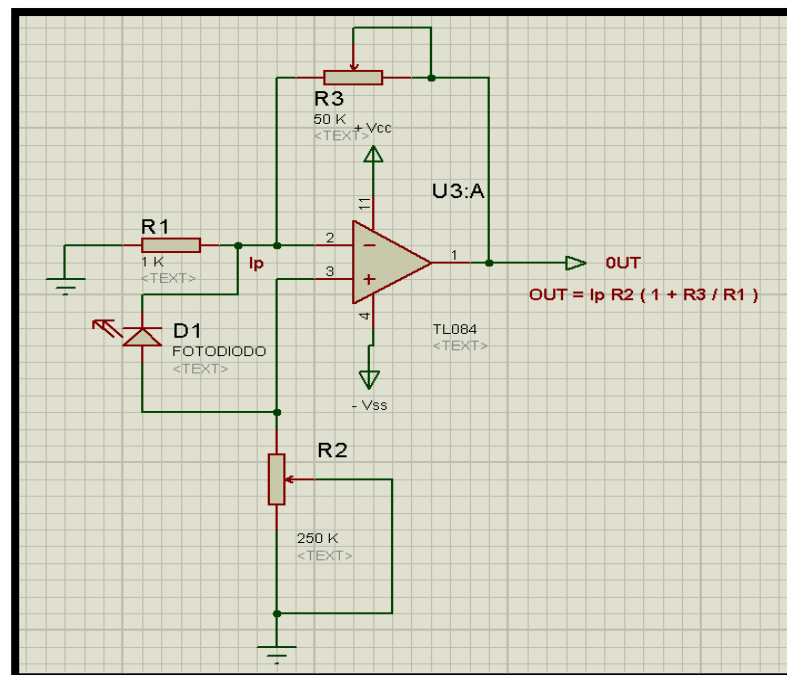 R3
50 K
<TEXT>
+ Vcc
11
U3:A
R1
1 K
<TEXT>
Ip
2
3
1
4
OUT
OUT = Ip R2 ( 1 + R3 / R1 )
D1
FOTODIODO
<TEXT>
TL084
<TEXT>
- Vss
R2
250 K
<TEXT>